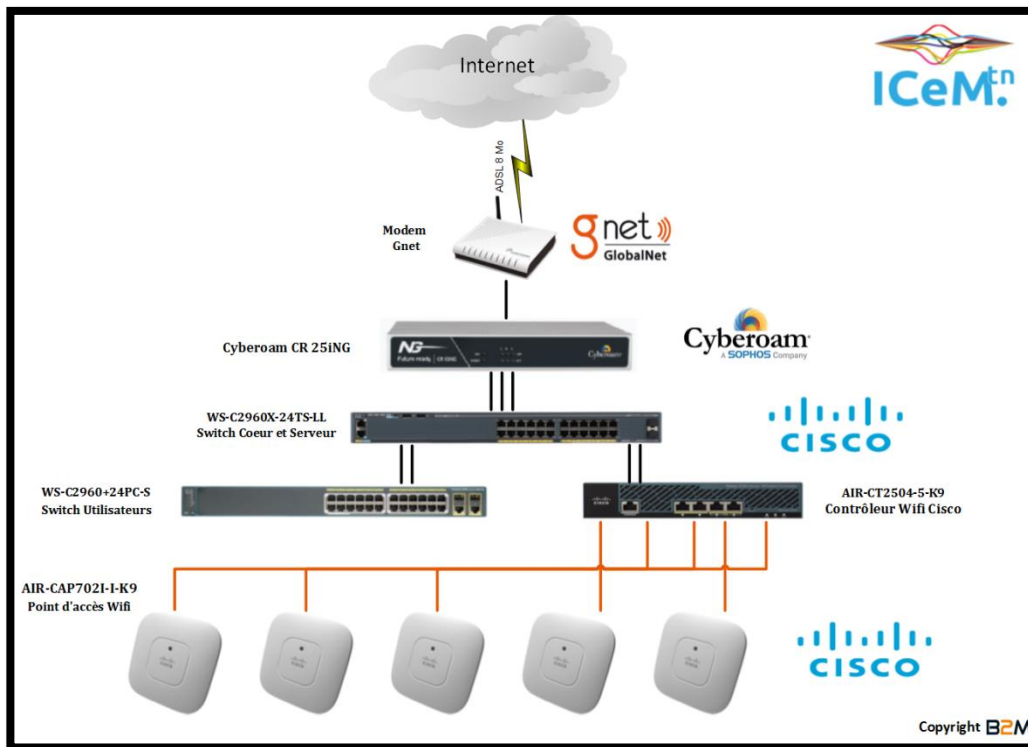 Internet
ICeM.tn
ADSL 8 Mo
Modem
Gnet
gnet
GlobalNet
Cyberoam CR 25iNG
NG
Cyberoam
Cyberoam
A SOPHOS Company
WS-C2960X-24TS-LL
Switch Coeur et Serveur
CISCO
WS-C2960+24PC-S
Switch Utilisateurs
AIR-CT2504-5-K9
Contrôleur Wifi Cisco
AIR-CAP702I-I-K9
Point d'accès Wifi
CISCO
Copyright B2M